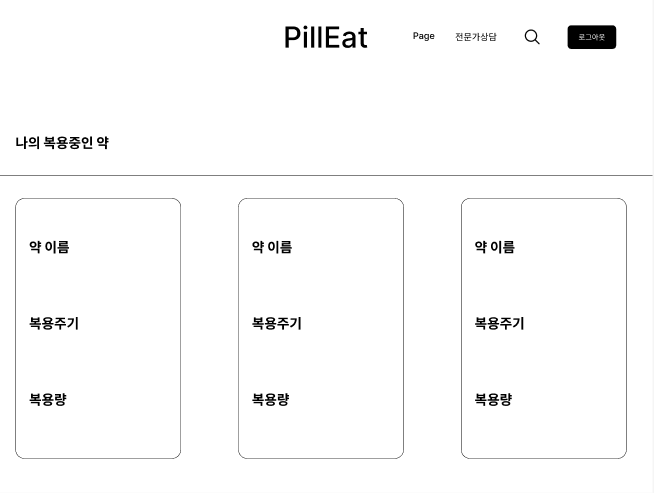 PillEat
Page 전문가상담 로그아웃
나의 복용중인 약
약 이름 약 이름 약 이름
복용주기 복용주기 복용주기
복용량 복용량 복용량